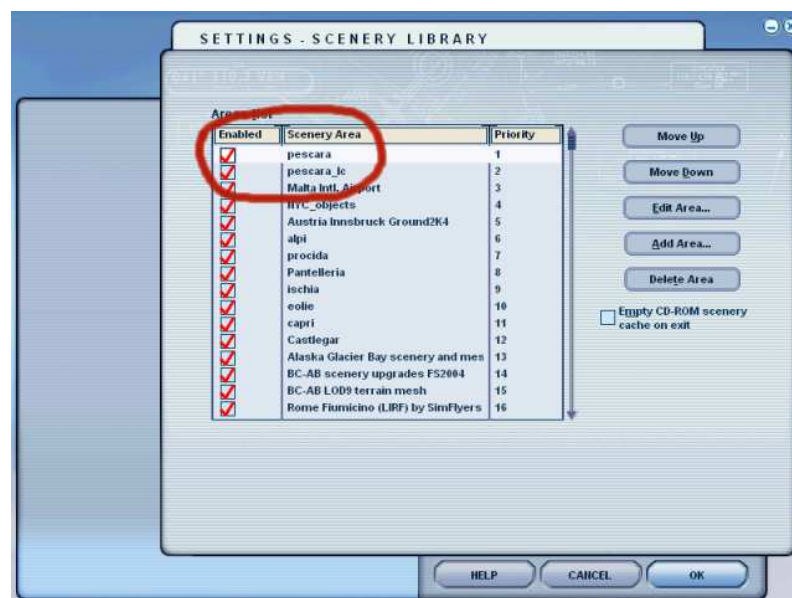 SETTINGS - SCENERY LIBRARY
Enabled Scenery Area Priority
pescara 1
pescara_lc 2
Malta Intl. Airport 3
NYC_objects 4
Austria Innsbruck Ground2K4 5
alpi 6
procida 7
Pantelleria 8
ischia 9
eolie 10
capri 11
Castlegar 12
Alaska Glacier Bay scenery and mes 13
BC-AB scenery upgrades FS2004 14
BC-AB LOD9 terrain mesh 15
Rome Fiumicino (LIRF) by SimFlyers 16
Move Up
Move Down
Edit Area...
Add Area...
Delete Area
Empty CD-ROM scenery
cache on exit
HELP CANCEL OK